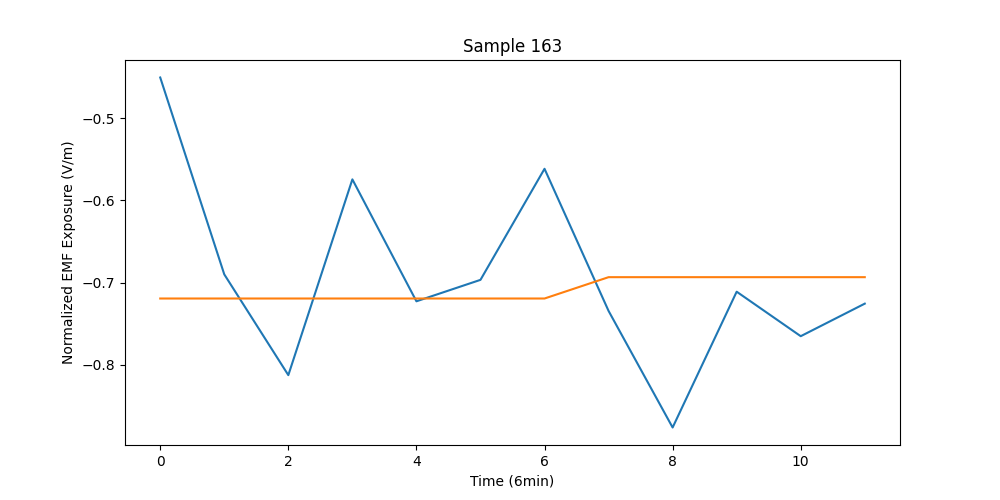 Sample 163
Normalized EMF Exposure (V/m)
−0.5
−0.6
−0.7
−0.8
0 2 4 6 8 10
Time (6min)